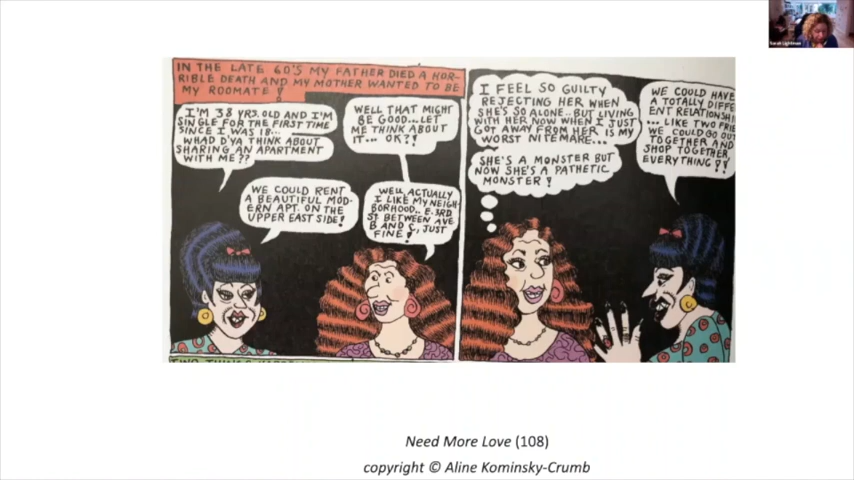 Sarah Lightman
IN THE LATE 60'S MY FATHER DIED A HOR-
RIBLE DEATH AND MY MOTHER WANTED TO BE
MY ROOMATE!
I'M 38 YRS. OLD AND I'M
SINGLE FOR THE FIRST TIME
SINCE I WAS 18...
WHAD D'YA THINK ABOUT
SHARING AN APARTMENT
WITH ME??
WELL THAT MIGHT
BE GOOD...LET
ME THINK ABOUT
IT... OK?!
WE COULD RENT
A BEAUTIFUL MOD-
ERN APT. ON THE
UPPER EAST SIDE!
WELL ACTUALLY
I LIKE MY NEIGH-
BORHOOD.. E.3RD
ST BETWEEN AVE
B AND C, JUST
FINE!
I FEEL SO GUILTY
REJECTING HER WHEN
SHE'S SO ALONE..BUT LIVING
WITH HER NOW WHEN I JUST
GOT AWAY FROM HER IS MY
WORST NITEMARE...
SHE'S A MONSTER BUT
NOW SHE'S A PATHETIC
MONSTER!
WE COULD HAVE
A TOTALLY DIFFE
ENT RELATIONSHI
... LIKE TWO FRIE
WE COULD GO OUT
TOGETHER AND
SHOP TOGETHER
EVERYTHING!!
Need More Love (108)
copyright © Aline Kominsky-Crumb